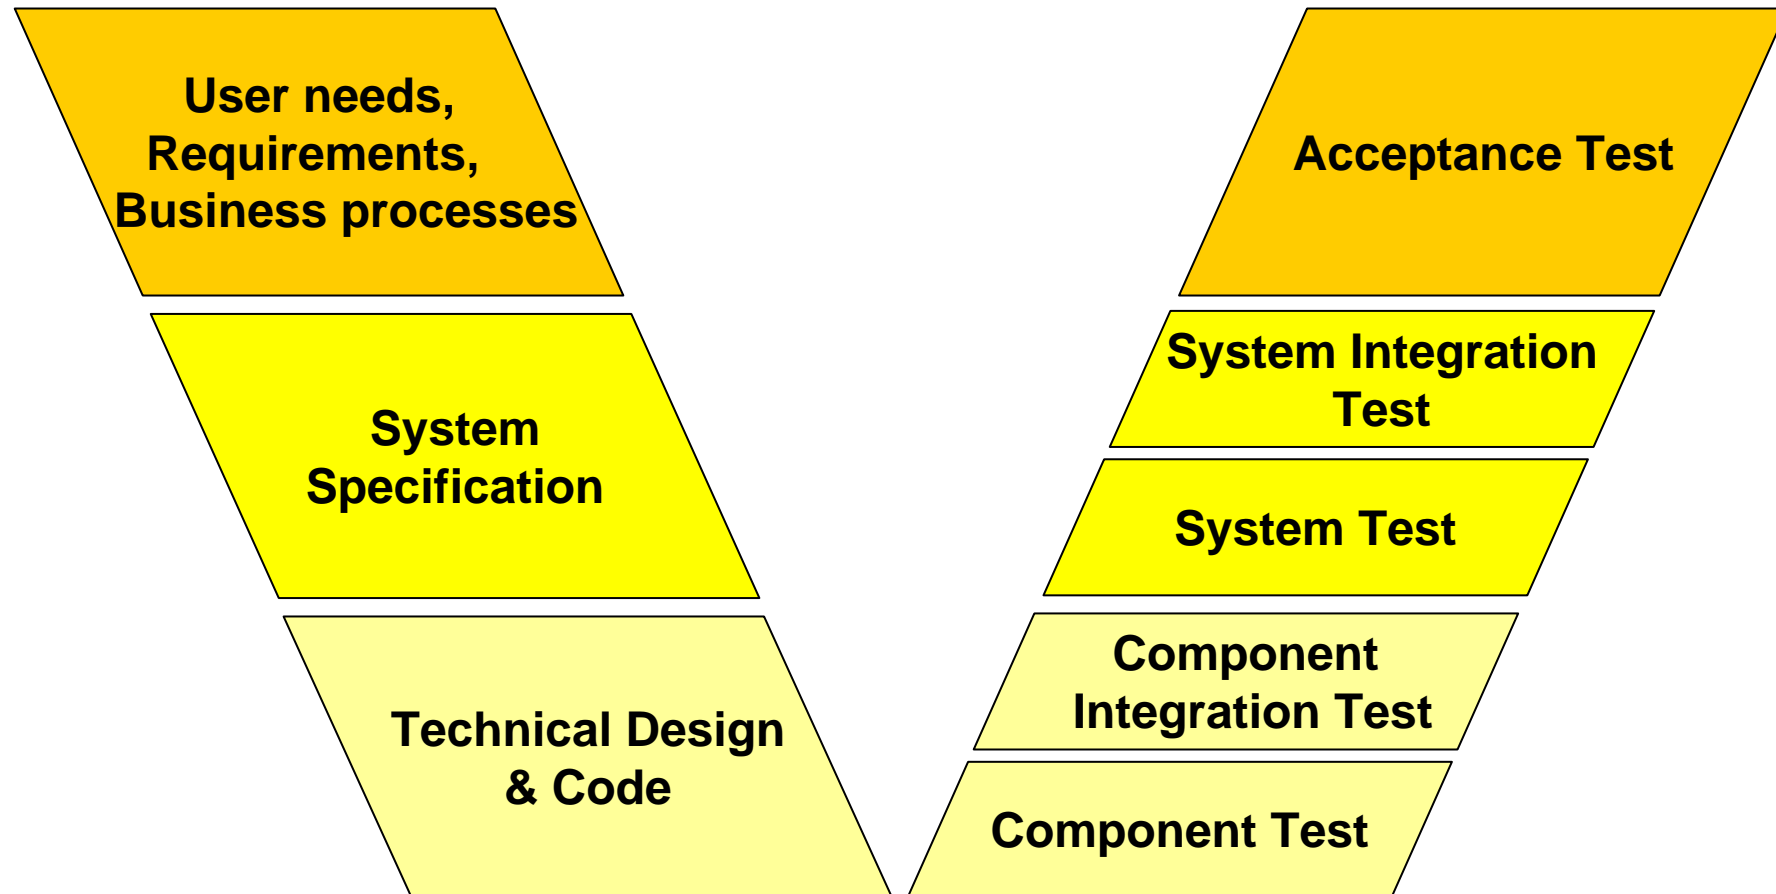 User needs,
Requirements,
Business processes
System
Specification
Technical Design
& Code
Acceptance Test
System Integration
Test
System Test
Component
Integration Test
Component Test